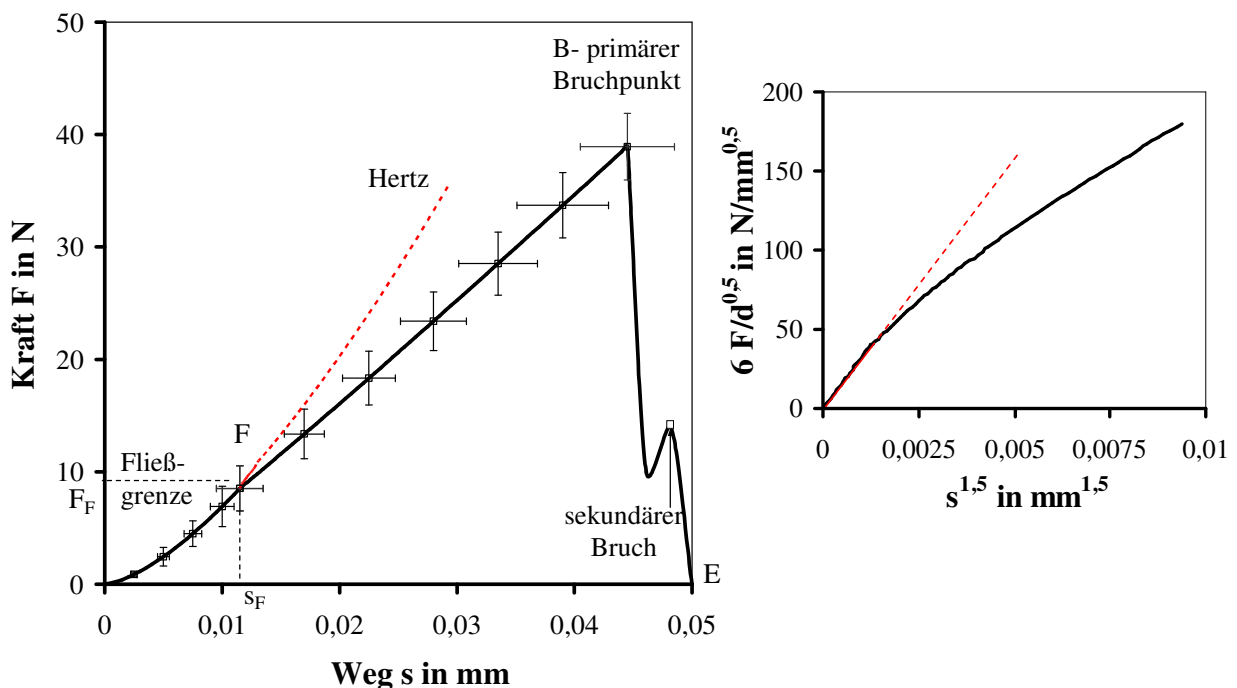 50
40
30
20
10
0
Kraft F in N
B- primärer
Bruchpunkt
Hertz
F
Fließ-
grenze
F_F
s_F
sekundärer
Bruch
E
0
0,01
0,02
0,03
0,04
0,05
Weg s in mm
200
150
100
50
0
6 F/d^0,5 in N/mm^0,5
0
0,0025
0,005
0,0075
0,01
s^1,5 in mm^1,5